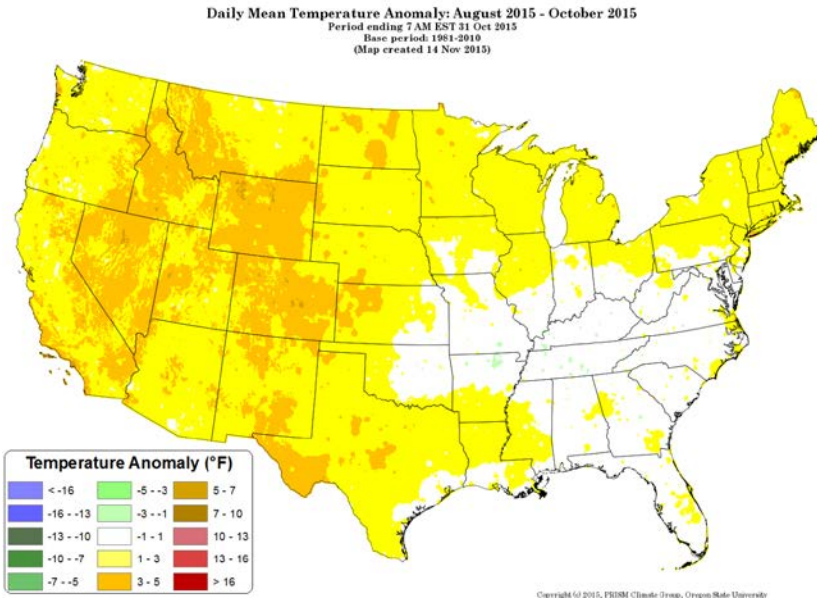 Daily Mean Temperature Anomaly: August 2015 - October 2015
Period ending 7 AM EST 31 Oct 2015
Base period: 1981-2010
(Map created 14 Nov 2015)
Temperature Anomaly (°F)
< -16 -5 - -3 5 - 7
-16 - -13 -3 - -1 7 - 10
-13 - -10 -1 - 1 10 - 13
-10 - -7 1 - 3 13 - 16
-7 - -5 3 - 5 > 16
Copyright (c) 2015, PRISM Climate Group, Oregon State University